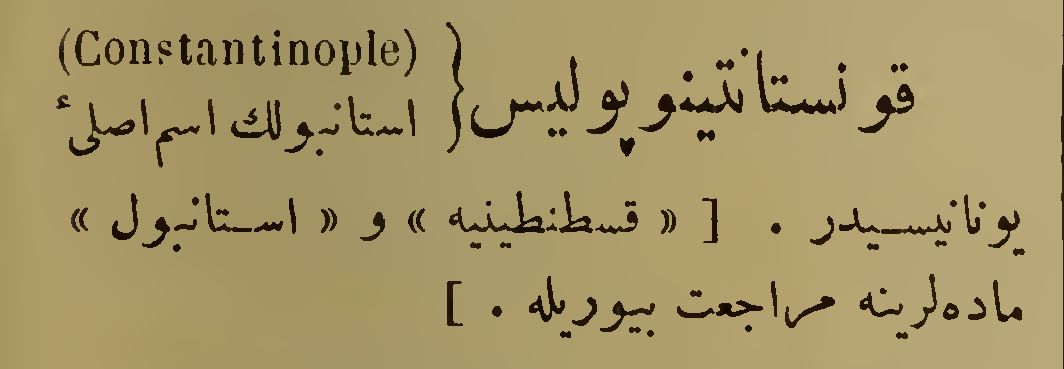 قونستانتینوپولیس } (Constantinople)
استانبولك اسم اصلیٔ
یونانیسیدر . [ « قسطنطینیه » و « استانبول »
ماده‌لرینه مراجعت بیوریله . ]